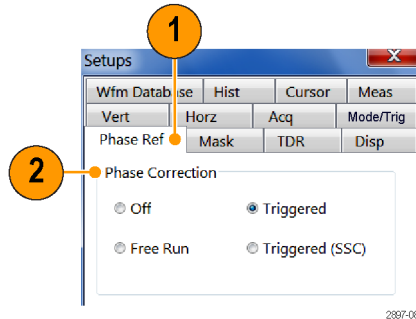 1
Setups
X
Wfm Database Hist Cursor Meas
Vert Horz Acq Mode/Trig
Phase Ref Mask TDR Disp
2
Phase Correction
Off Triggered
Free Run Triggered (SSC)